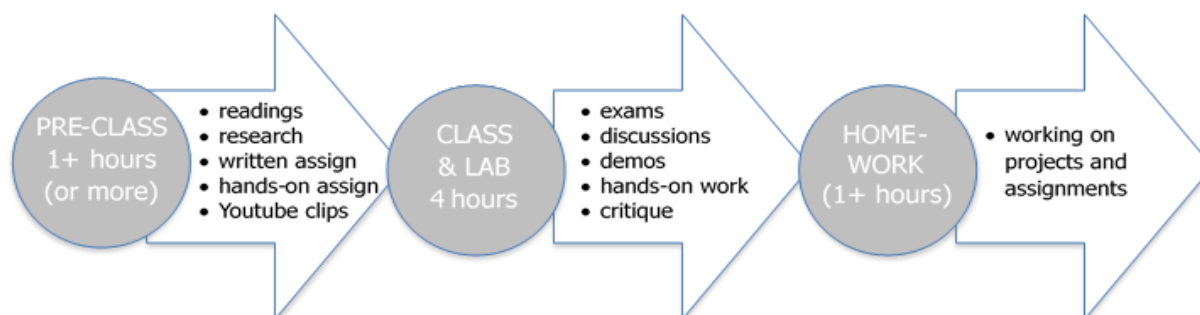 PRE-CLASS
1+ hours
(or more)
• readings
• research
• written assign
• hands-on assign
• Youtube clips
CLASS
& LAB
4 hours
• exams
• discussions
• demos
• hands-on work
• critique
HOME-
WORK
(1+ hours)
• working on
projects and
assignments